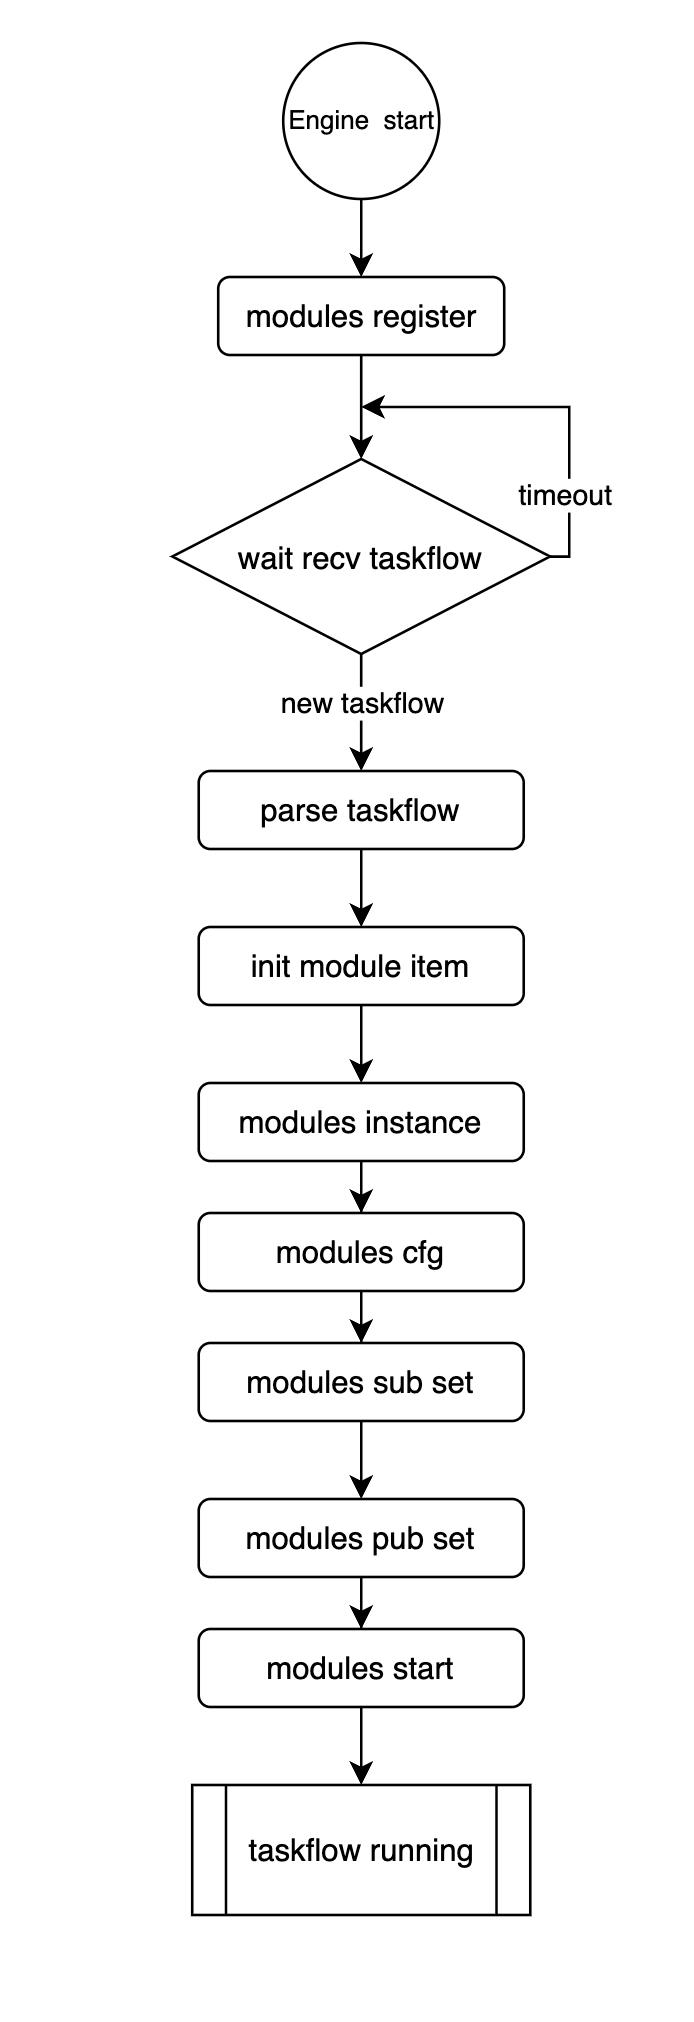 Engine start
modules register
timeout
wait recv taskflow
new taskflow
parse taskflow
init module item
modules instance
modules cfg
modules sub set
modules pub set
modules start
taskflow running